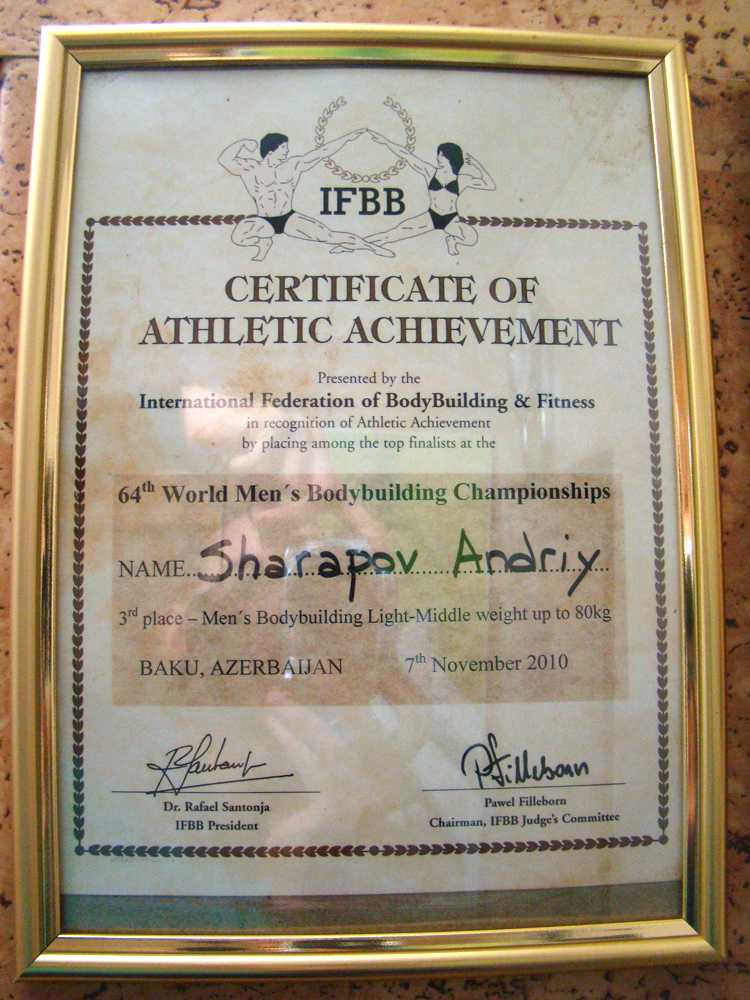 IFBB
CERTIFICATE OF
ATHLETIC ACHIEVEMENT
Presented by the
International Federation of BodyBuilding & Fitness
in recognition of Athletic Achievement
by placing among the top finalists at the
64th World Men´s Bodybuilding Championships
NAME..Sharapov Andriy
3rd place – Men´s Bodybuilding Light-Middle weight up to 80kg
BAKU, AZERBAIJAN 7th November 2010
RSantonja PFilleborn
Dr. Rafael Santonja Pawel Filleborn
IFBB President Chairman, IFBB Judge's Committee